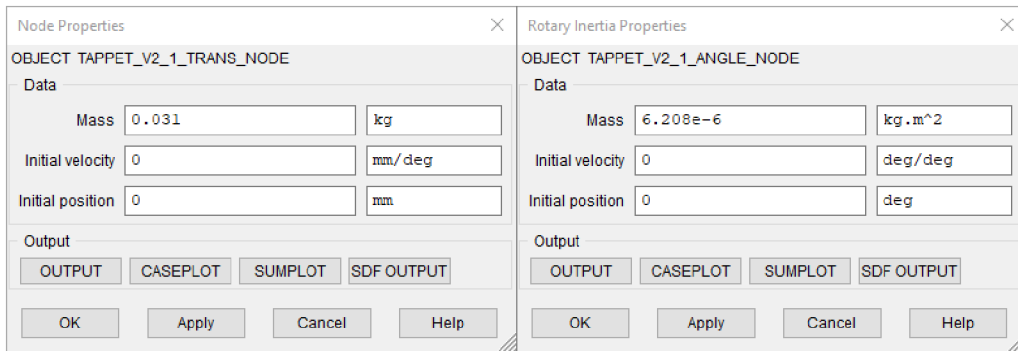 Node Properties
OBJECT TAPPET_V2_1_TRANS_NODE
Data
Mass 0.031 kg
Initial velocity 0 mm/deg
Initial position 0 mm
Output
OUTPUT CASEPLOT SUMPLOT SDF OUTPUT
OK Apply Cancel Help
Rotary Inertia Properties
OBJECT TAPPET_V2_1_ANGLE_NODE
Data
Mass 6.208e-6 kg.m^2
Initial velocity 0 deg/deg
Initial position 0 deg
Output
OUTPUT CASEPLOT SUMPLOT SDF OUTPUT
OK Apply Cancel Help